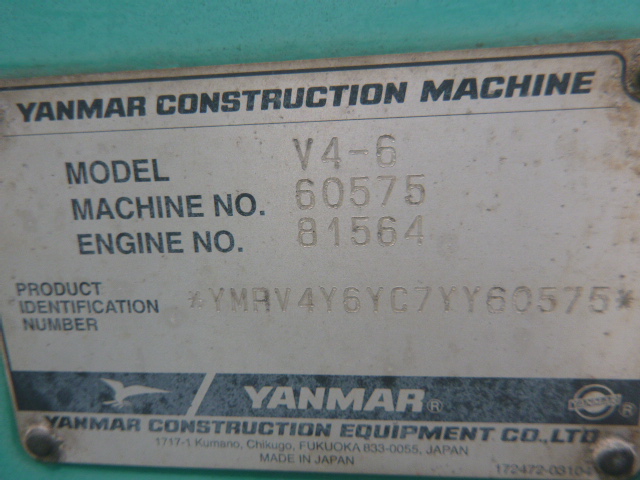 YANMAR CONSTRUCTION MACHINE
MODEL V4-6
MACHINE NO. 60575
ENGINE NO. 81564
PRODUCT
IDENTIFICATION *YMRV4Y6YC7YY60575*
NUMBER
YANMAR®
®
YANMAR CONSTRUCTION EQUIPMENT CO.,LTD
1717-1 Kumano, Chikugo, FUKUOKA 833-0055, JAPAN
MADE IN JAPAN